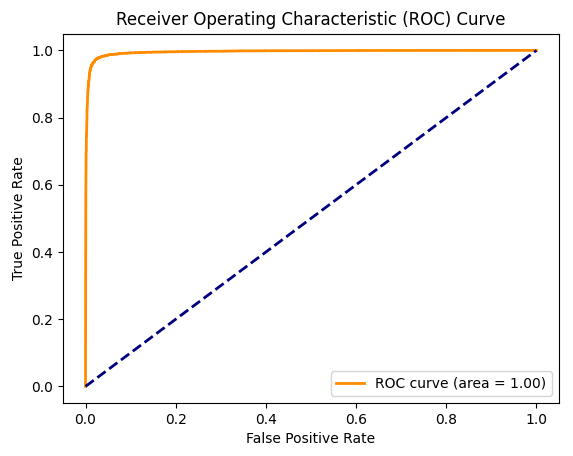 Receiver Operating Characteristic (ROC) Curve
True Positive Rate
1.0
0.8
0.6
0.4
0.2
0.0
ROC curve (area = 1.00)
0.0 0.2 0.4 0.6 0.8 1.0
False Positive Rate